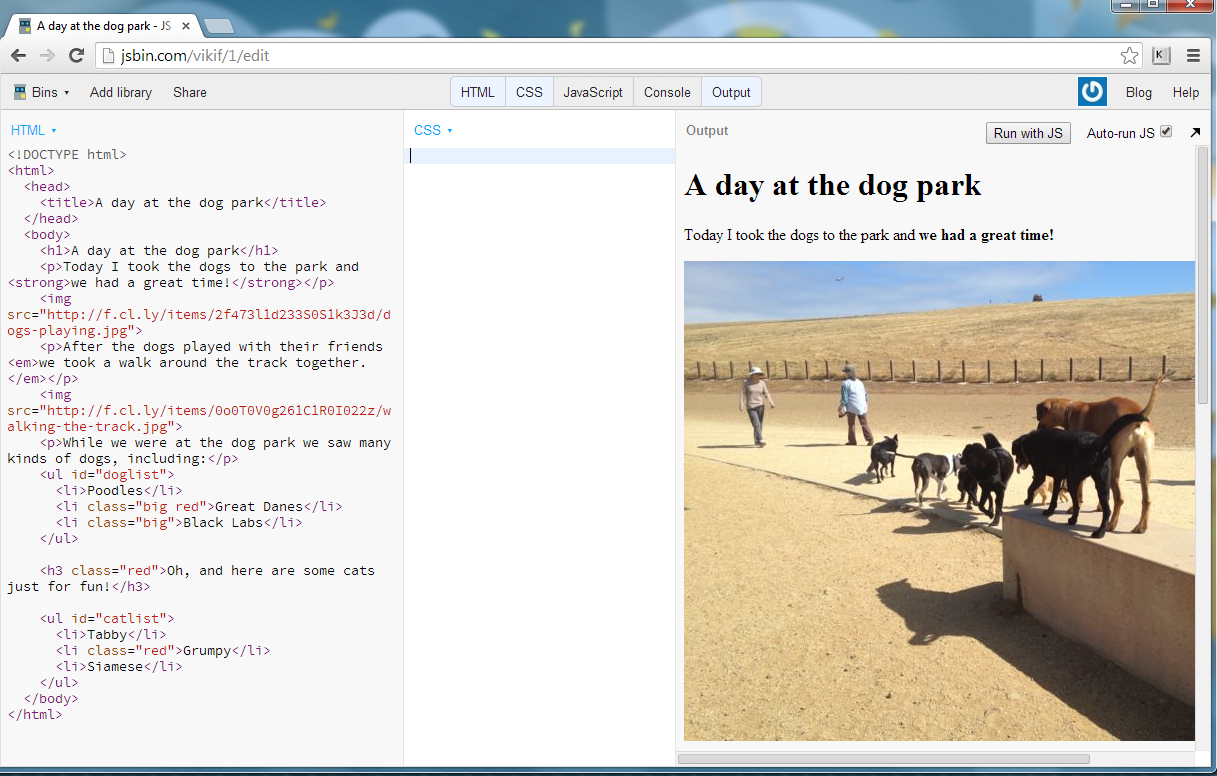 A day at the dog park - JS
jsbin.com/vikif/1/edit
Bins Add library Share HTML CSS JavaScript Console Output Blog Help
HTML
<!DOCTYPE html>
<html>
<head>
<title>A day at the dog park</title>
</head>
<body>
<h1>A day at the dog park</h1>
<p>Today I took the dogs to the park and
<strong>we had a great time!</strong></p>
<img
src="http://f.cl.ly/items/2f473l1d233S0S1k3J3d/d
ogs-playing.jpg">
<p>After the dogs played with their friends
<em>we took a walk around the track together.
</em></p>
<img
src="http://f.cl.ly/items/0o0T0V0g261C1R0I022z/w
alking-the-track.jpg">
<p>While we were at the dog park we saw many
kinds of dogs, including:</p>
<ul id="doglist">
<li>Poodles</li>
<li class="big red">Great Danes</li>
<li class="big">Black Labs</li>
</ul>
<h3 class="red">Oh, and here are some cats
just for fun!</h3>
<ul id="catlist">
<li>Tabby</li>
<li class="red">Grumpy</li>
<li>Siamese</li>
</ul>
</body>
</html>
CSS
Output
Run with JS Auto-run JS
A day at the dog park
Today I took the dogs to the park and we had a great time!
K